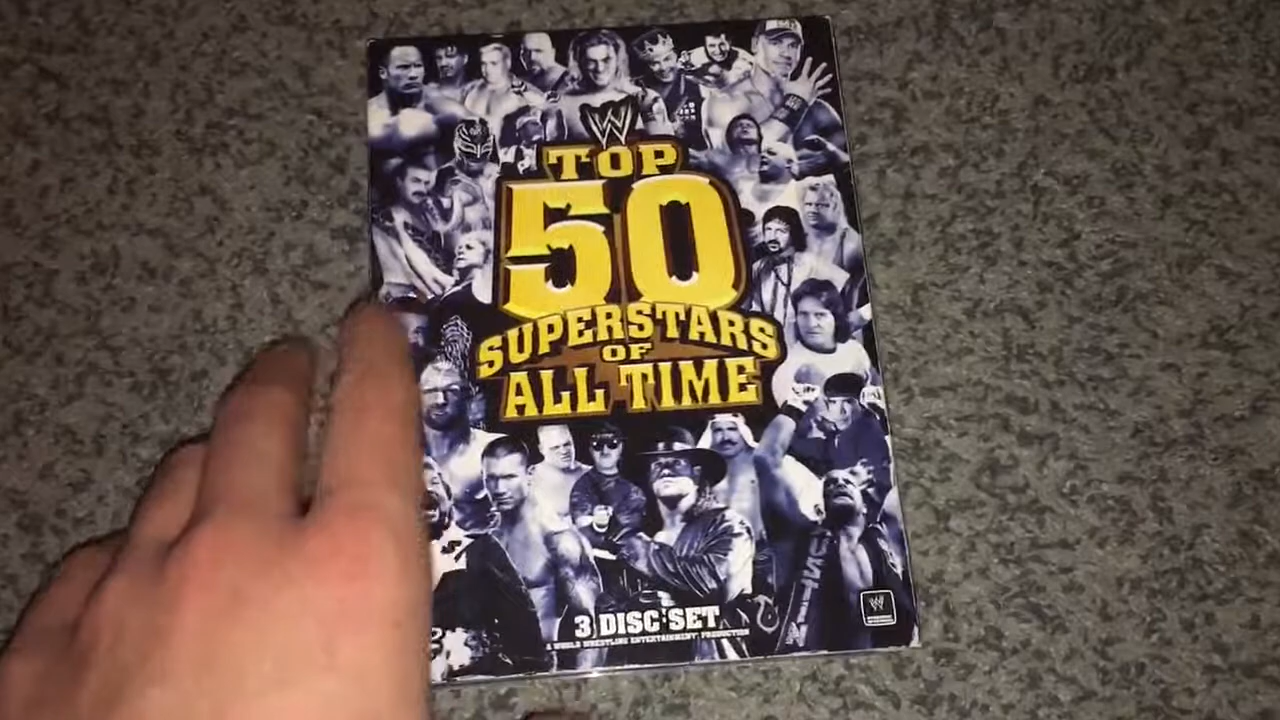 W
TOP
50
SUPERSTARS
OF
ALL TIME
3 DISC SET
A WORLD WRESTLING ENTERTAINMENT PRODUCTION